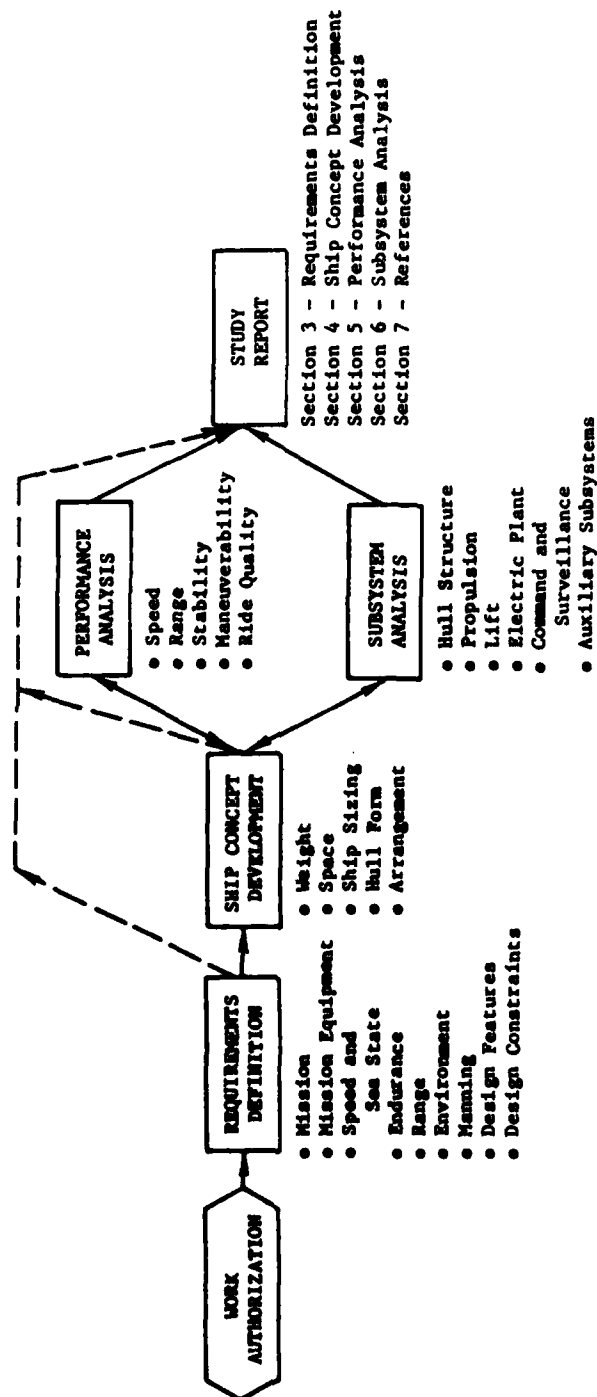 WORK
AUTHORIZATION
REQUIREMENTS
DEFINITION
● Mission
● Mission Equipment
● Speed and
Sea State
● Endurance
● Range
● Environment
● Manning
● Design Features
● Design Constraints
SHIP CONCEPT
DEVELOPMENT
● Weight
● Space
● Ship Sizing
● Hull Form
● Arrangement
PERFORMANCE
ANALYSIS
● Speed
● Range
● Stability
● Maneuverability
● Ride Quality
SUBSYSTEM
ANALYSIS
● Hull Structure
● Propulsion
● Lift
● Electric Plant
● Command and
Surveillance
● Auxiliary Subsystems
STUDY
REPORT
Section 3 - Requirements Definition
Section 4 - Ship Concept Development
Section 5 - Performance Analysis
Section 6 - Subsystem Analysis
Section 7 - References